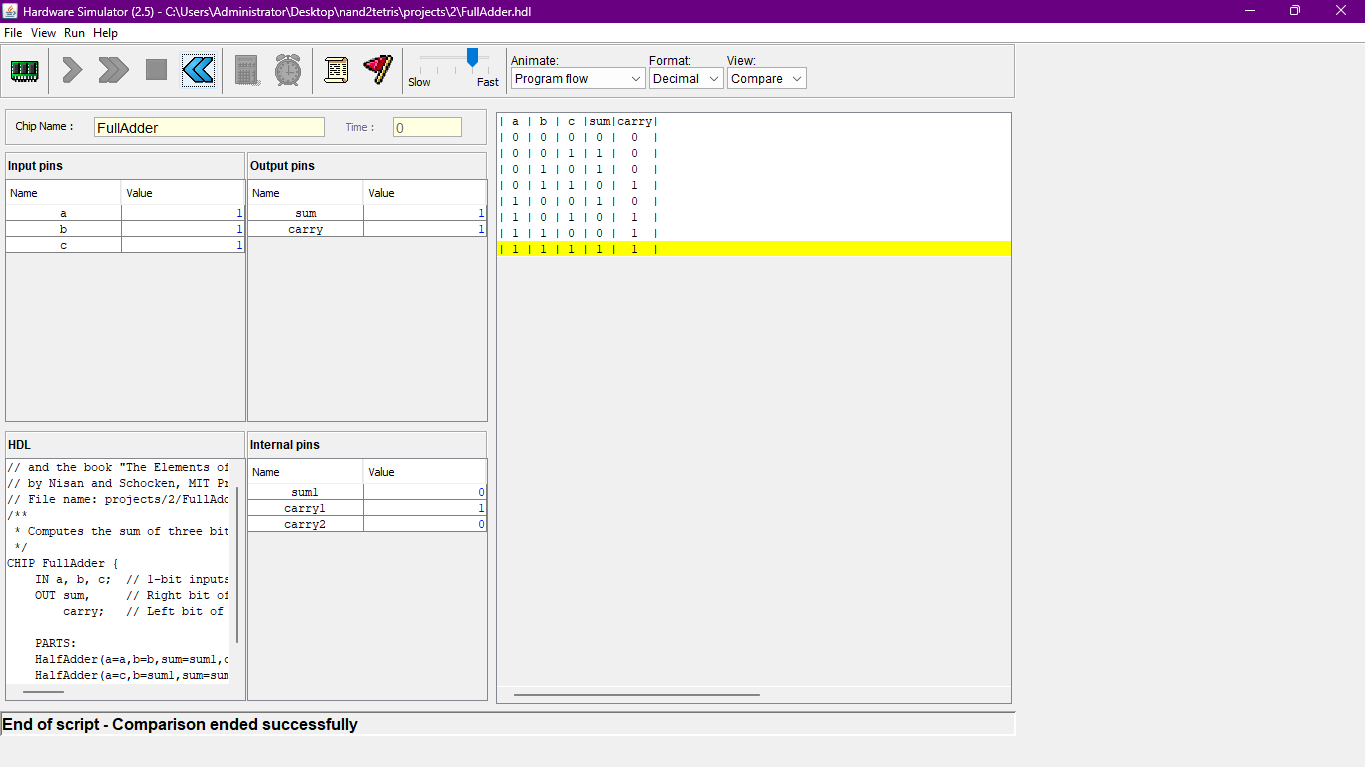 Hardware Simulator (2.5) - C:\Users\Administrator\Desktop\nand2tetris\projects\2\FullAdder.hdl
File View Run Help
Slow Fast
Animate: Format: View:
Program flow Decimal Compare
Chip Name : FullAdder Time : 0
Input pins
Name Value
a 1
b 1
c 1
Output pins
Name Value
sum 1
carry 1
| a | b | c |sum|carry|
| 0 | 0 | 0 | 0 | 0 |
| 0 | 0 | 1 | 1 | 0 |
| 0 | 1 | 0 | 1 | 0 |
| 0 | 1 | 1 | 0 | 1 |
| 1 | 0 | 0 | 1 | 0 |
| 1 | 0 | 1 | 0 | 1 |
| 1 | 1 | 0 | 0 | 1 |
| 1 | 1 | 1 | 1 | 1 |
HDL
// and the book "The Elements of
// by Nisan and Schocken, MIT Pr
// File name: projects/2/FullAdd
/**
* Computes the sum of three bit
*/
CHIP FullAdder {
IN a, b, c; // 1-bit inputs
OUT sum, // Right bit of
carry; // Left bit of
PARTS:
HalfAdder(a=a,b=b,sum=sum1,c
HalfAdder(a=c,b=sum1,sum=sum
Internal pins
Name Value
sum1 0
carry1 1
carry2 0
End of script - Comparison ended successfully